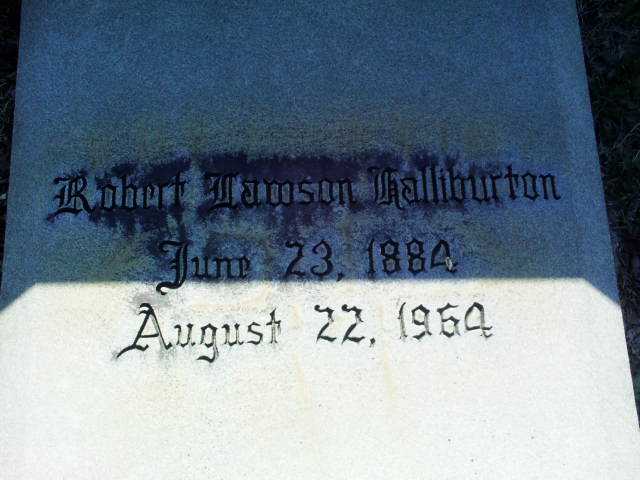 Robert Lawson Halliburton
June 23, 1884
August 22, 1964